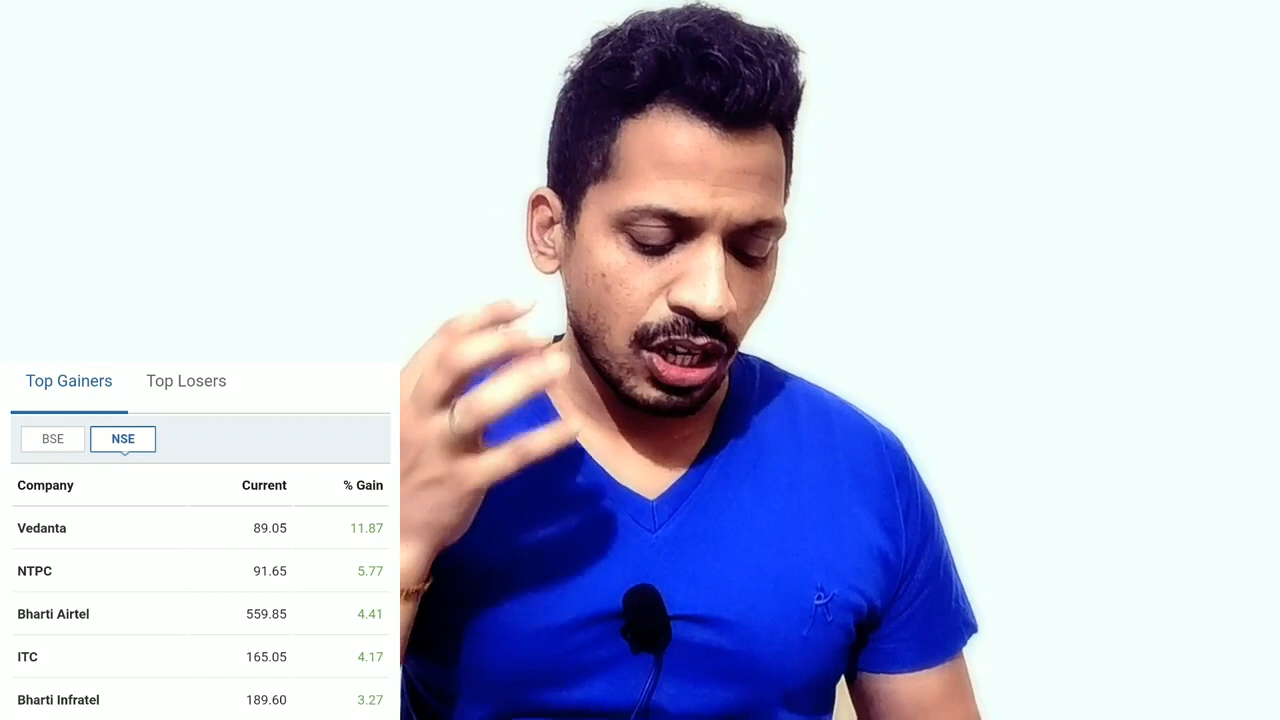 Top Gainers Top Losers
BSE NSE
Company Current % Gain
Vedanta 89.05 11.87
NTPC 91.65 5.77
Bharti Airtel 559.85 4.41
ITC 165.05 4.17
Bharti Infratel 189.60 3.27